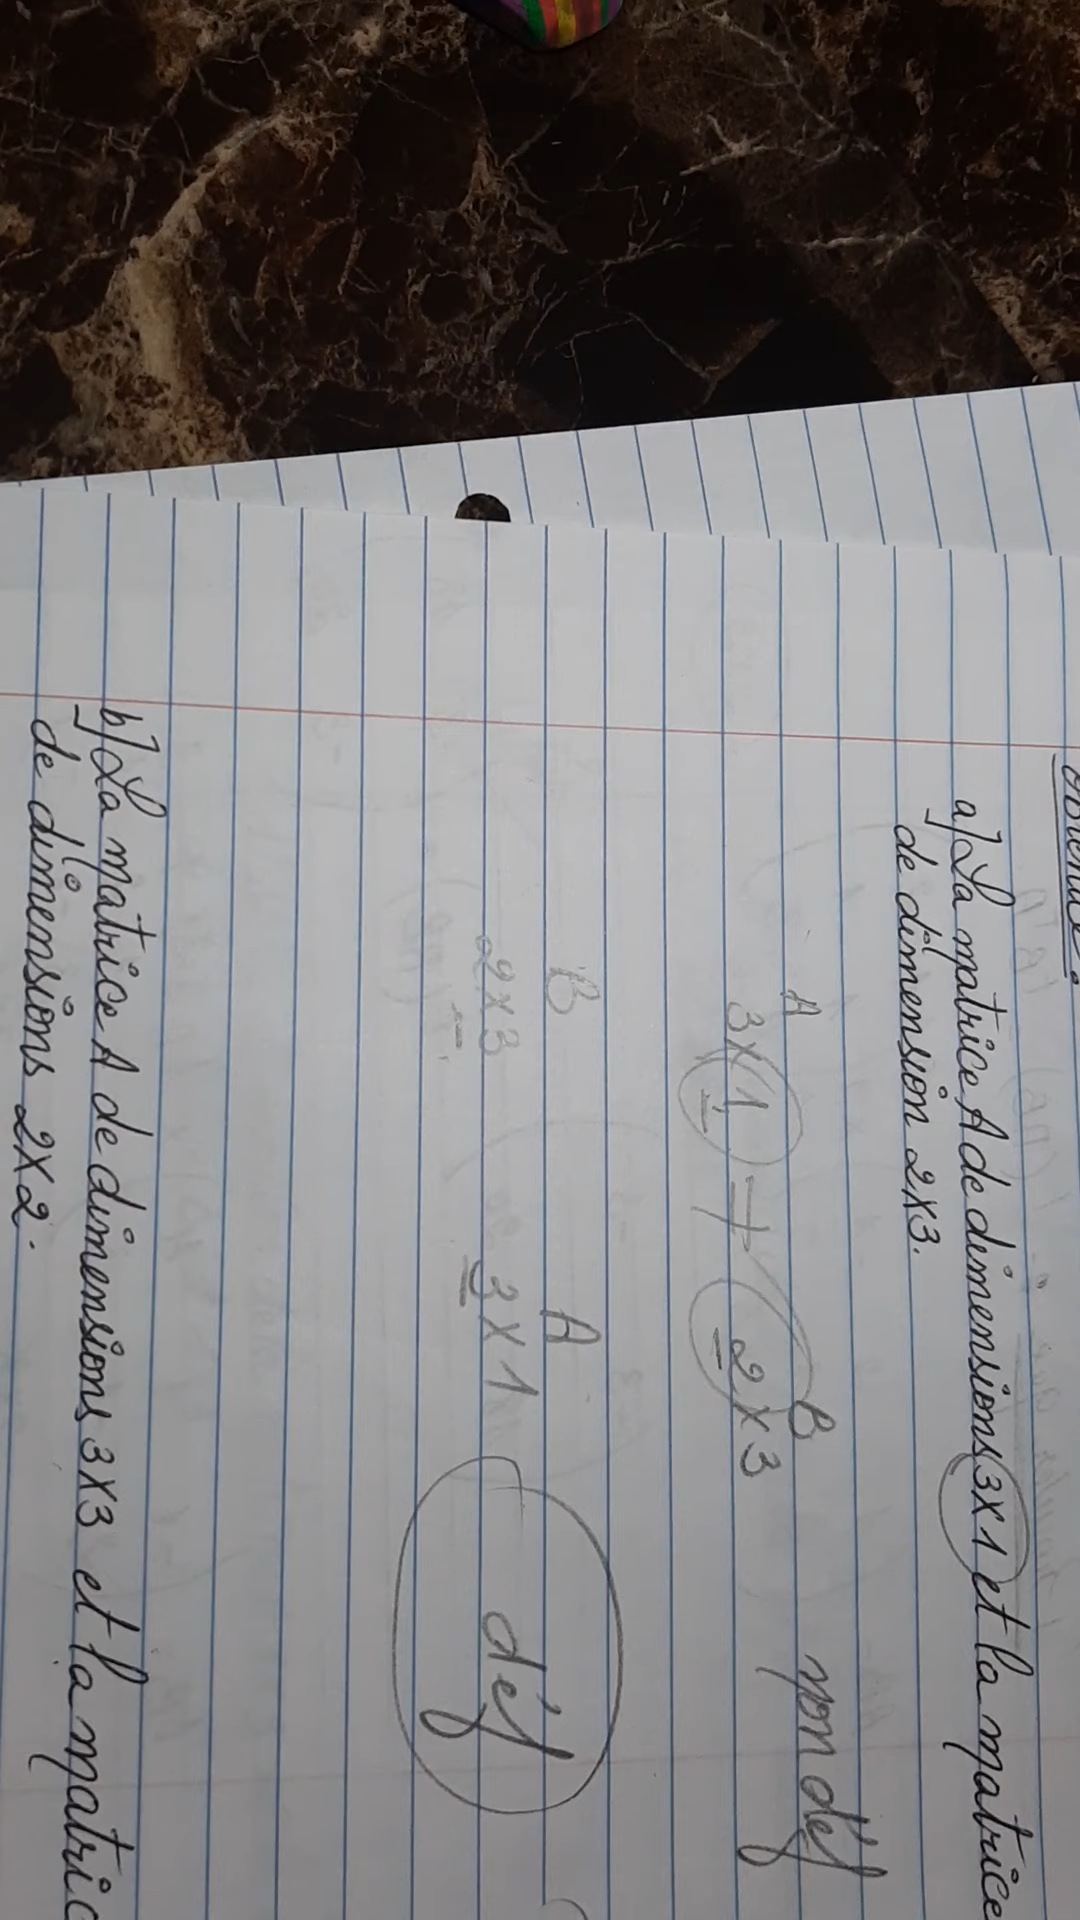 a] La matrice A de dimensions 3x1 et la matrice
de dimension 2x3.
A B non déf
3x1 ≠ 2x3
B A
2x3 3x1 déf
b] La matrice A de dimensions 3x3 et la matric
de dimensions 2x2.